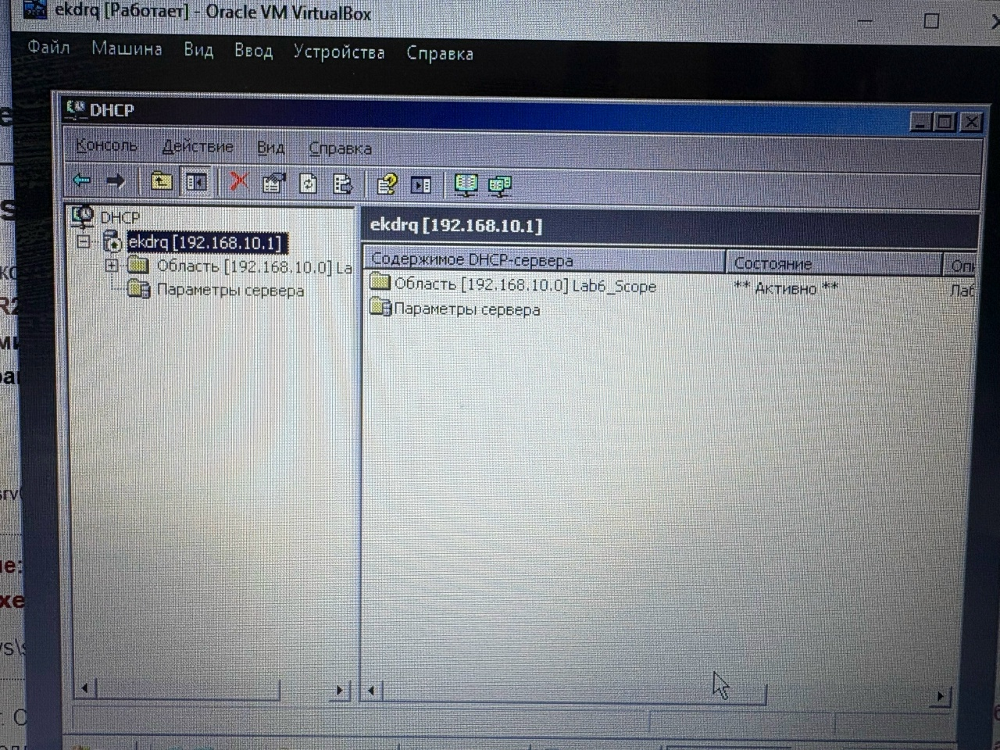 ekdrq [Работает] - Oracle VM VirtualBox
Файл Машина Вид Ввод Устройства Справка
DHCP
Консоль Действие Вид Справка
DHCP
ekdrq [192.168.10.1]
Область [192.168.10.0] La
Параметры сервера
ekdrq [192.168.10.1]
Содержимое DHCP-сервера Состояние
Область [192.168.10.0] Lab6_Scope ** Активно **
Параметры сервера